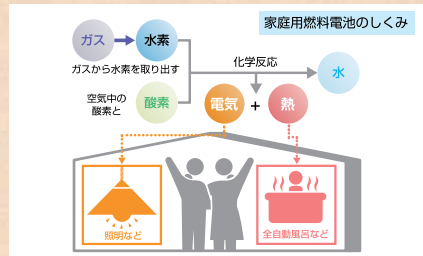 家庭用燃料電池のしくみ
ガス
水素
ガスから水素を取り出す
化学反応
水
空気中の
酸素と
酸素
電気
+
熱
照明など
全自動風呂など